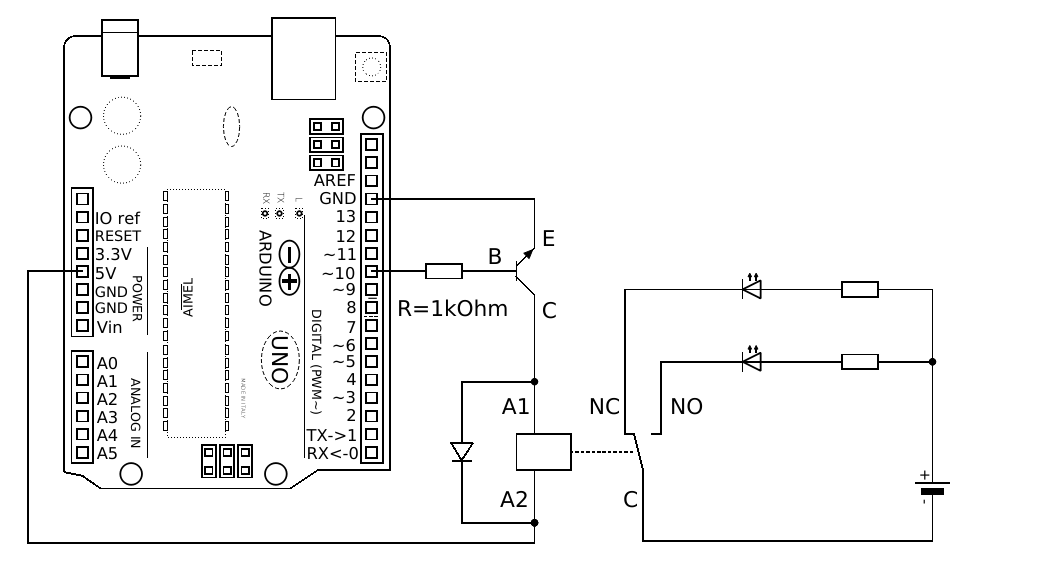 AREF
GND
13
12
~11
~10
~9
8
7
~6
~5
4
~3
2
TX->1
RX<-0
IO ref
RESET
3.3V
5V
GND
GND
Vin
POWER
A0
A1
A2
A3
A4
A5
ANALOG IN
AIMEL
RX
TX
L
ARDUINO
UNO
DIGITAL (PWM~)
MADE IN ITALY
E
B
C
R=1kOhm
A1
A2
NC
NO
C
+
-